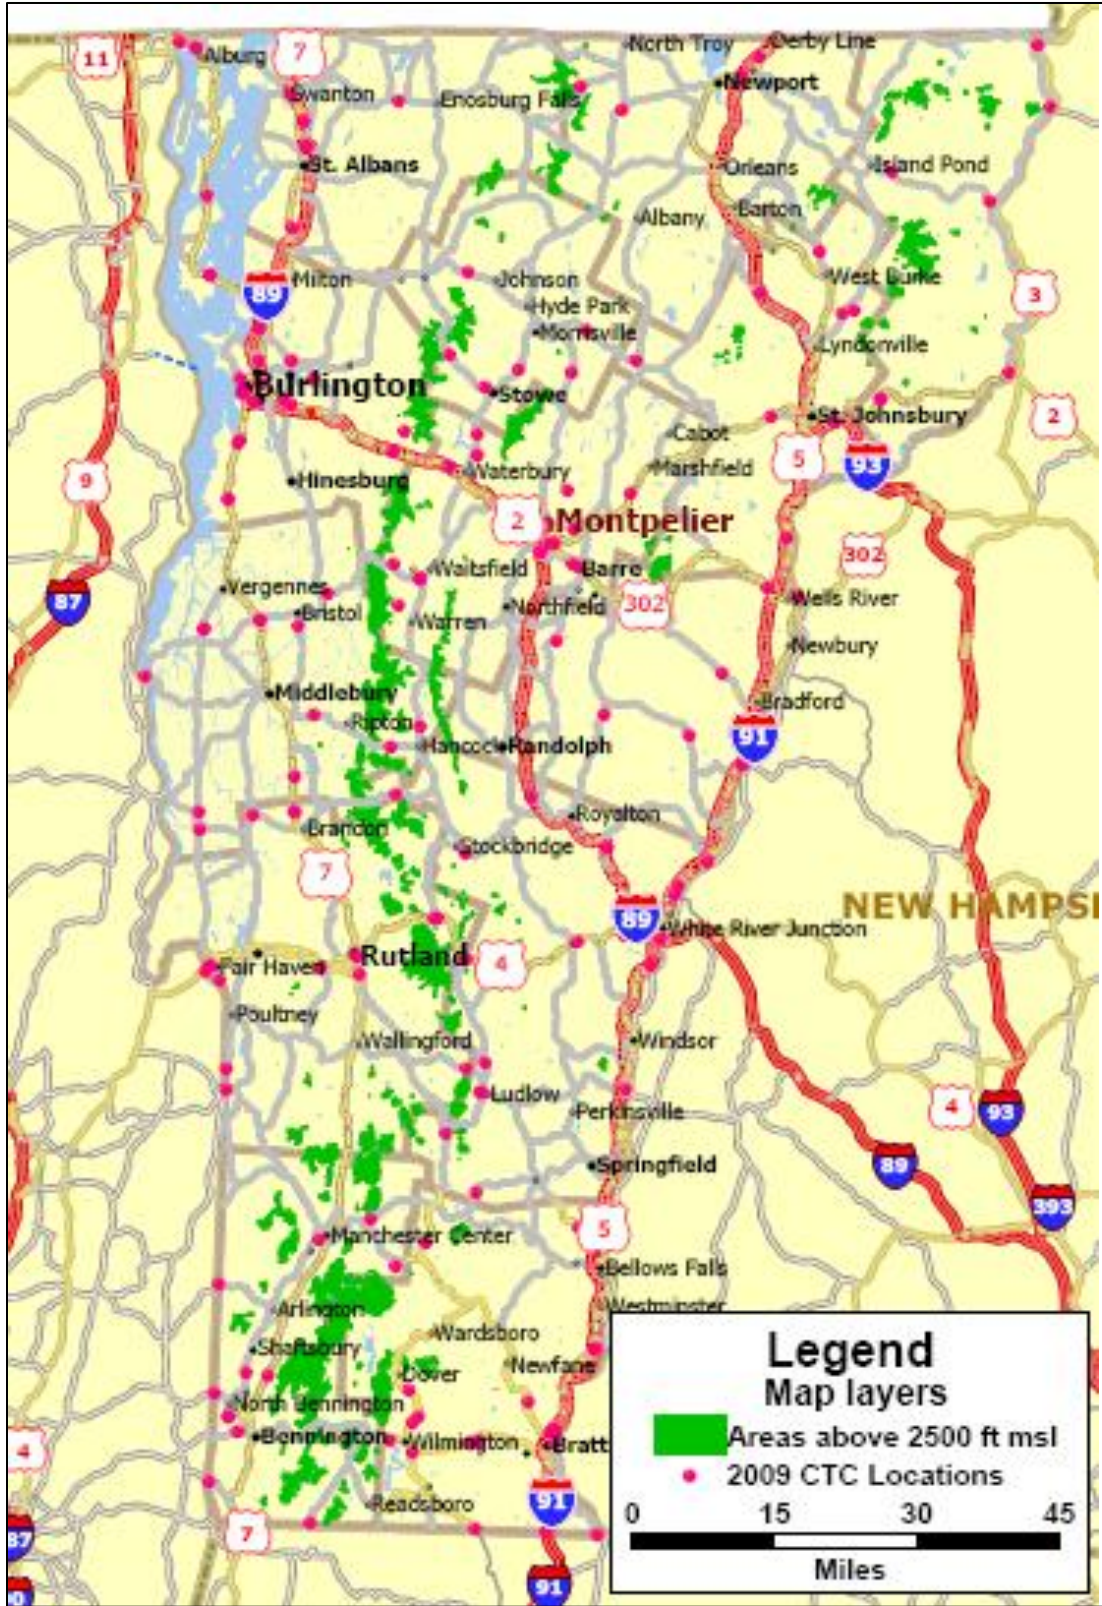 11
7
Alburg
North Troy
Derby Line
Newport
Swanton
Enosburg Falls
St. Albans
Orleans
Island Pond
Albany
Barton
89
Milton
Johnson
West Burke
3
Hyde Park
Morrisville
Lyndonville
Burlington
Stowe
2
St. Johnsbury
Cabot
5
93
9
Hinesburg
Waterbury
Marshfield
2
Montpelier
302
Waitsfield
Barre
87
Vergennes
302
Wells River
Bristol
Northfield
Warren
Newbury
Middlebury
Bradford
Ripton
Hancock
Randolph
91
Royalton
Brandon
Stockbridge
7
NEW HAMPS
89
White River Junction
Rutland
4
Fair Haven
Poultney
Wallingford
Windsor
Ludlow
4
93
Perkinsville
Springfield
89
393
5
Manchester Center
Bellows Falls
Arlington
Westminster
Wardsboro
Shaftsbury
Newfane
Dover
North Bennington
4
Bennington
Wilmington
Bratt
91
Readsboro
7
87
91
0
Legend
Map layers
Areas above 2500 ft msl
2009 CTC Locations
0 15 30 45
Miles